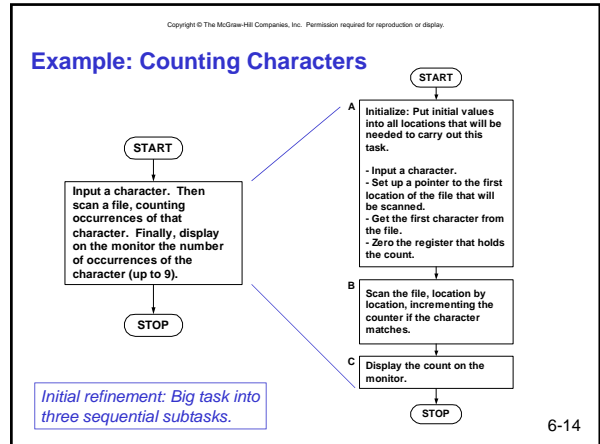 Copyright © The McGraw-Hill Companies, Inc. Permission required for reproduction or display.
Example: Counting Characters
START
Input a character. Then
scan a file, counting
occurrences of that
character. Finally, display
on the monitor the number
of occurrences of the
character (up to 9).
STOP
Initial refinement: Big task into
three sequential subtasks.
START
A
Initialize: Put initial values
into all locations that will be
needed to carry out this
task.
- Input a character.
- Set up a pointer to the first
location of the file that will
be scanned.
- Get the first character from
the file.
- Zero the register that holds
the count.
B
Scan the file, location by
location, incrementing the
counter if the character
matches.
C
Display the count on the
monitor.
STOP
6-14